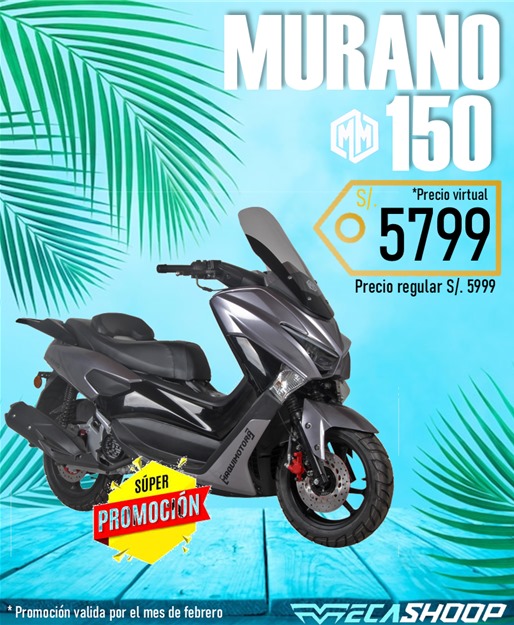 MURANO
MM 150
*Precio virtual
S/. 5799
Precio regular S/. 5999
MAQUIMOTORS
SÚPER
PROMOCIÓN
* Promoción valida por el mes de febrero
MECASHOOP